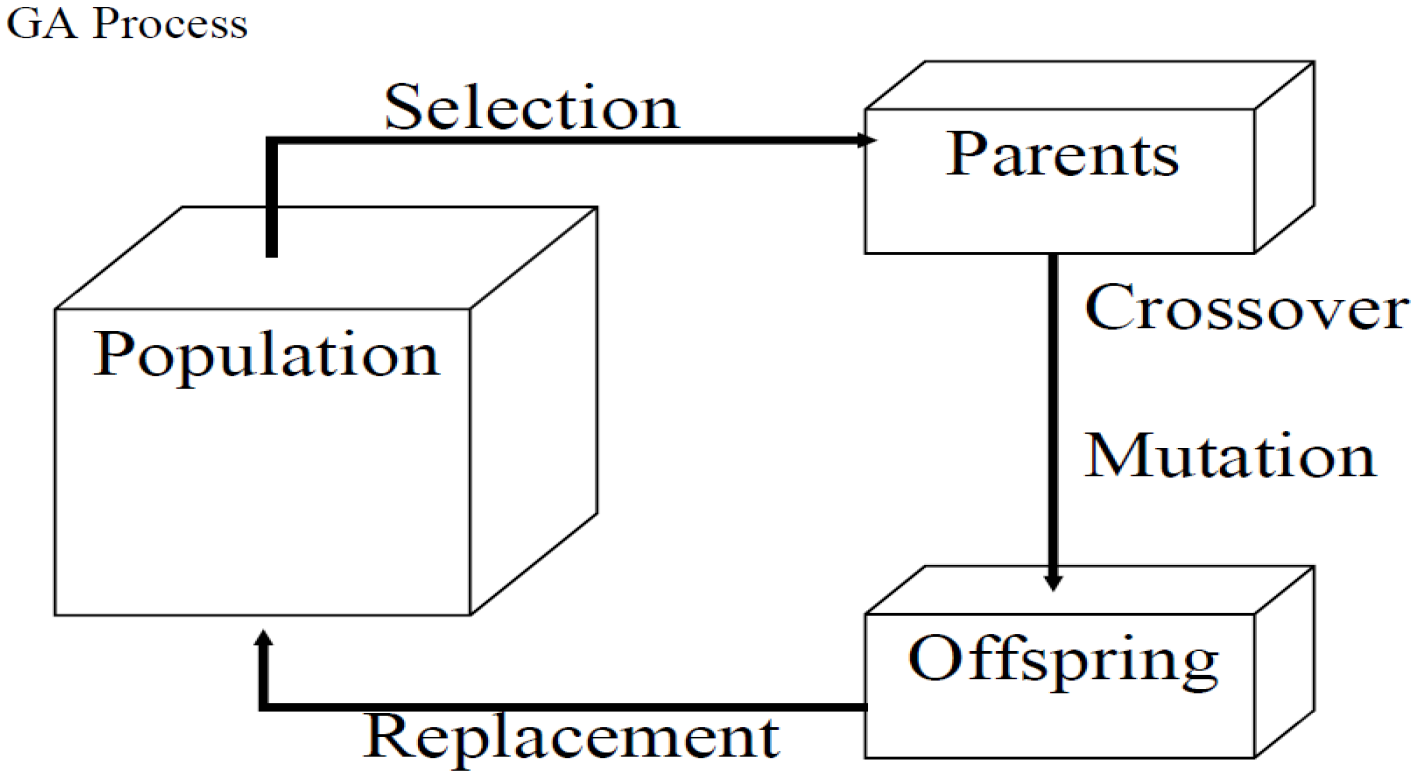 GA Process
Selection
Parents
Crossover
Population
Mutation
Offspring
Replacement